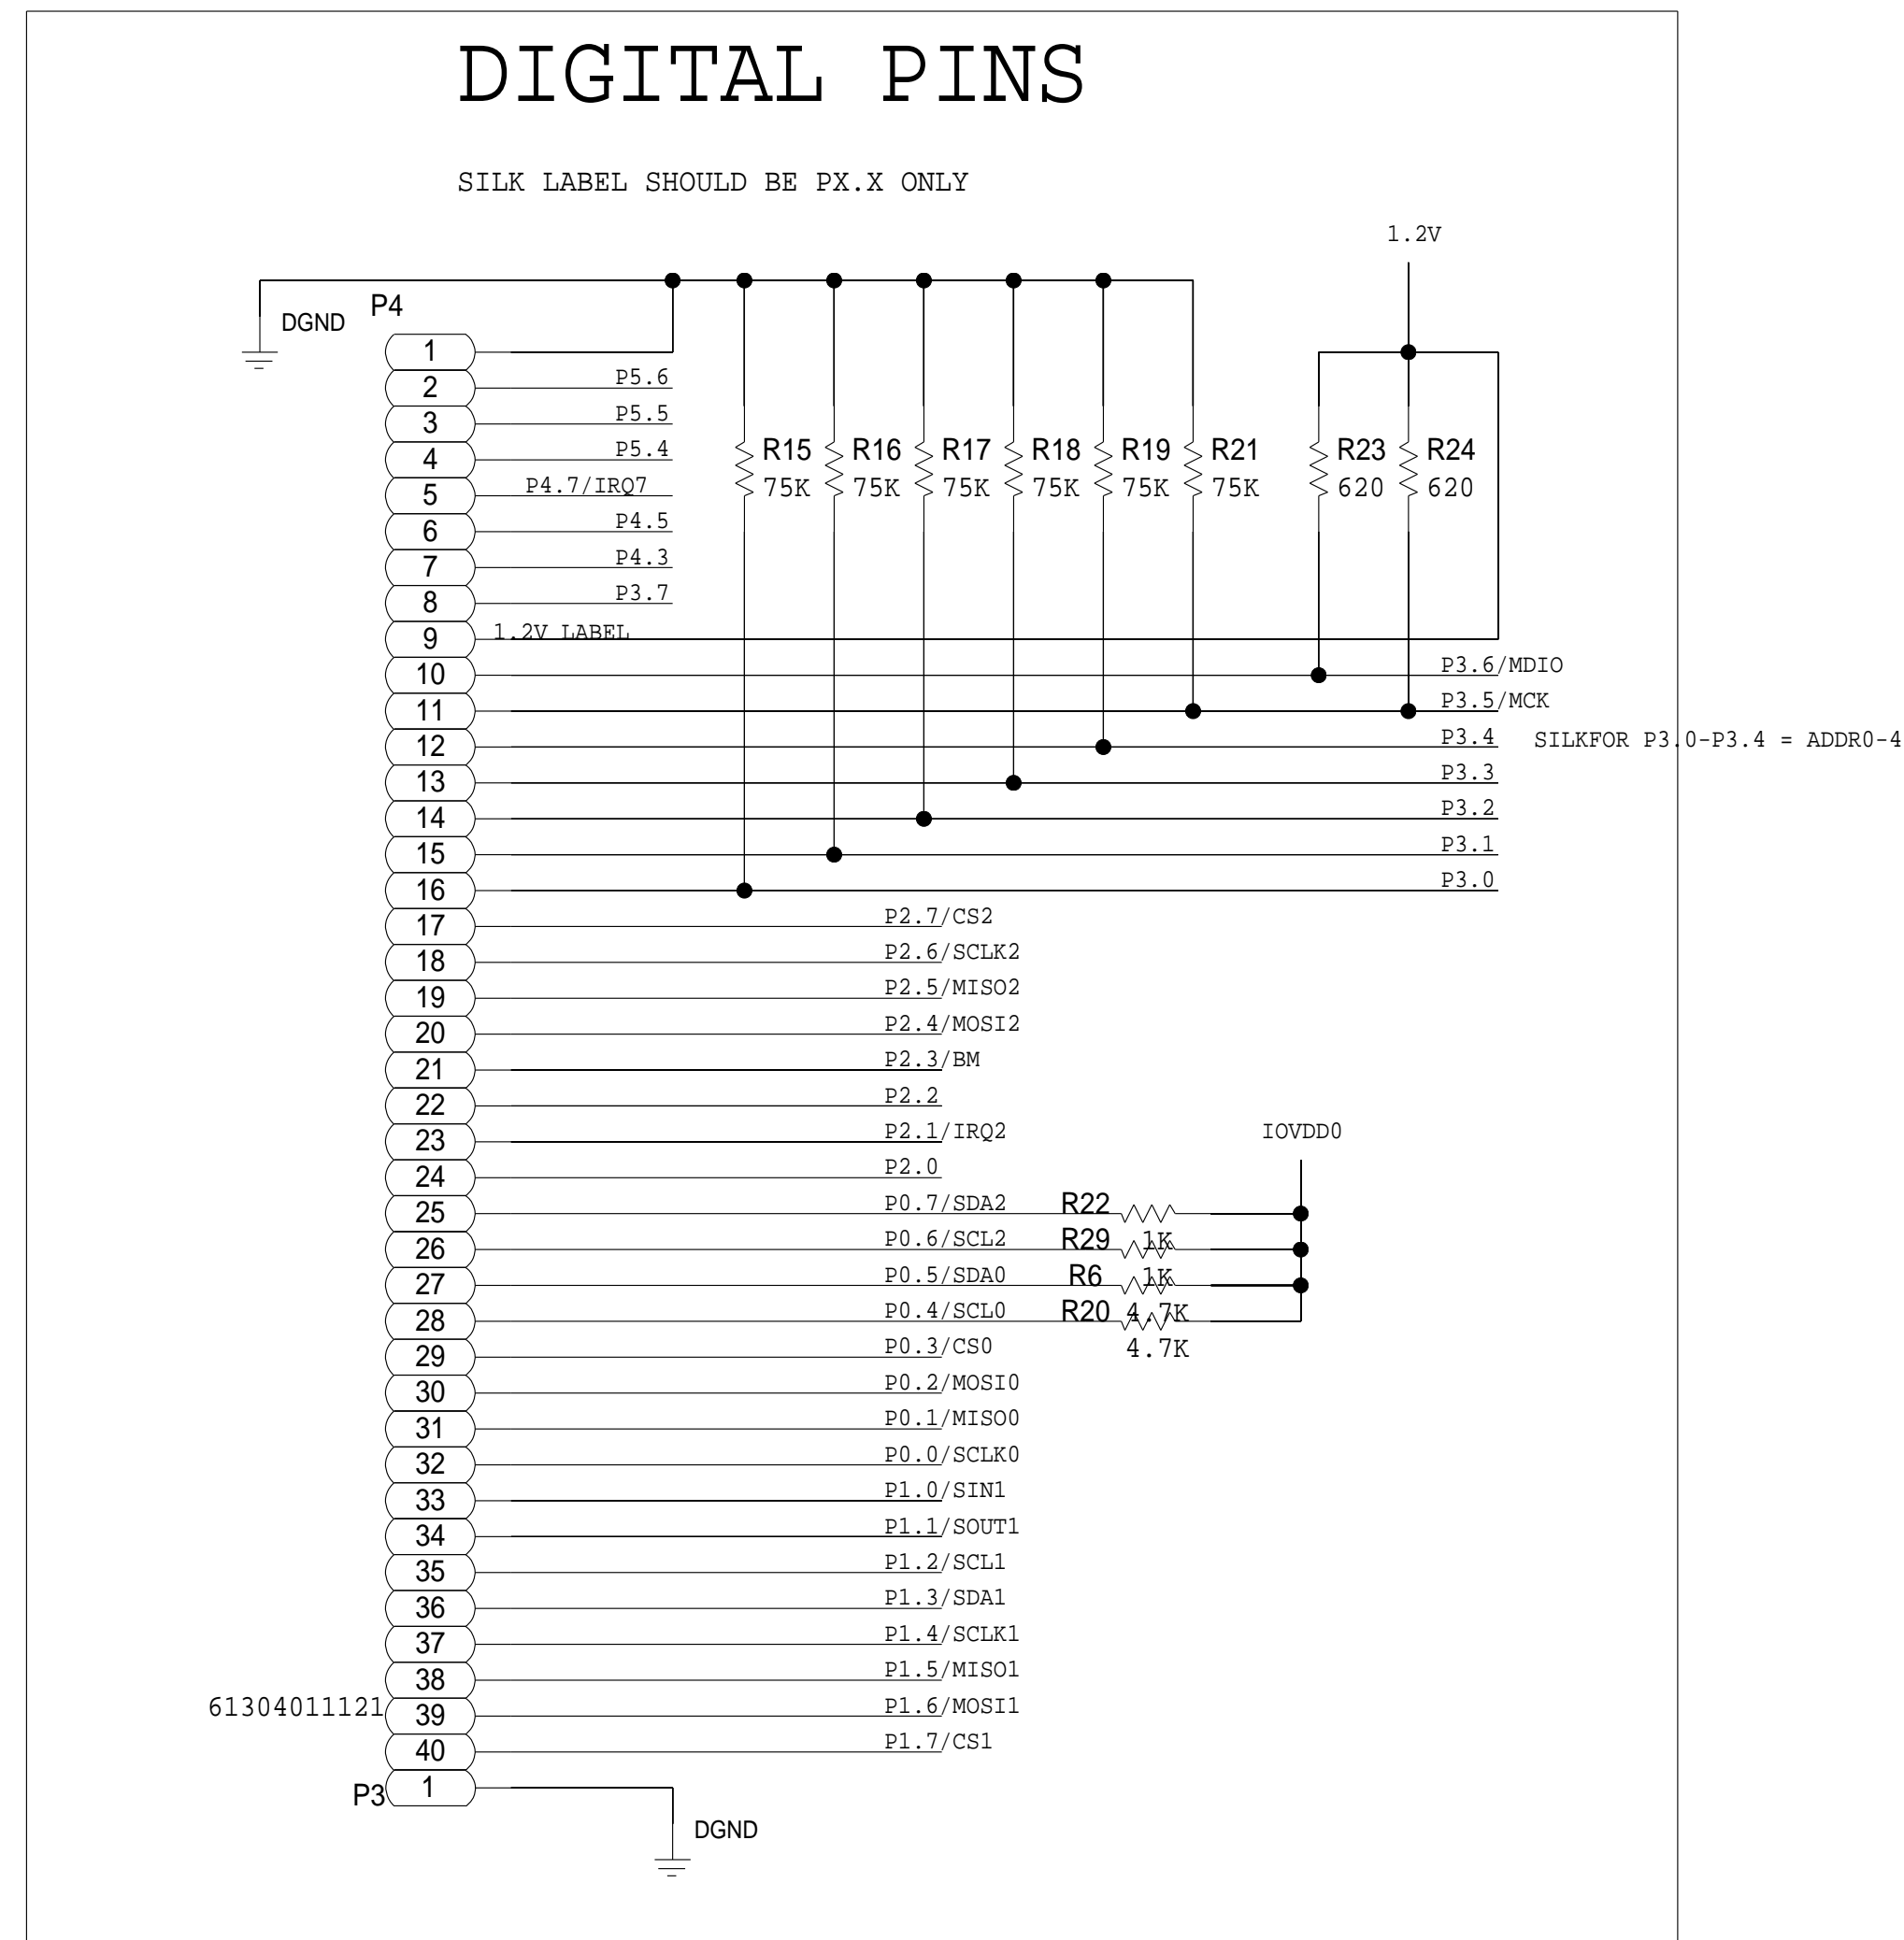 DIGITAL PINS
SILK LABEL SHOULD BE PX.X ONLY
1.2V
P4
DGND
1
2 P5.6
3 P5.5
4 P5.4
5 P4.7/IRQ7
6 P4.5
7 P4.3
8 P3.7
R15 R16 R17 R18 R19 R21 R23 R24
75K 75K 75K 75K 75K 75K 620 620
9 1.2V LABEL
10 P3.6/MDIO
11 P3.5/MCK
12 P3.4 SILKFOR P3.0-P3.4 = ADDR0-4
13 P3.3
14 P3.2
15 P3.1
16 P3.0
17 P2.7/CS2
18 P2.6/SCLK2
19 P2.5/MISO2
20 P2.4/MOSI2
21 P2.3/BM
22 P2.2
23 P2.1/IRQ2 IOVDD0
24 P2.0
25 P0.7/SDA2 R22
1K
26 P0.6/SCL2 R29
1K
27 P0.5/SDA0 R6
4.7K
28 P0.4/SCL0 R20
4.7K
29 P0.3/CS0
30 P0.2/MOSI0
31 P0.1/MISO0
32 P0.0/SCLK0
33 P1.0/SIN1
34 P1.1/SOUT1
35 P1.2/SCL1
36 P1.3/SDA1
37 P1.4/SCLK1
38 P1.5/MISO1
61304011121 39 P1.6/MOSI1
40 P1.7/CS1
P3 1
DGND